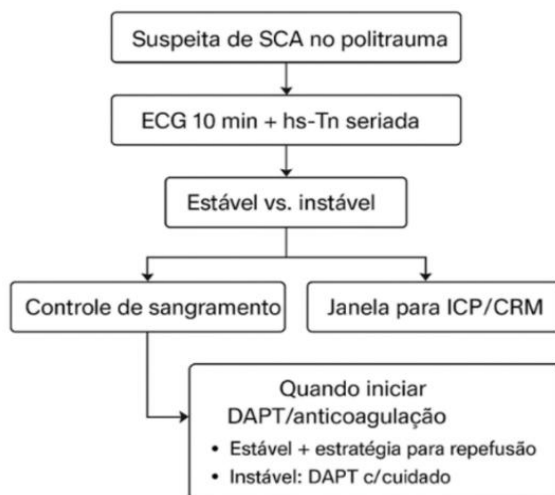 Suspeita de SCA no politrauma
ECG 10 min + hs-Tn seriada
Estável vs. instável
Controle de sangramento
Janela para ICP/CRM
Quando iniciar
DAPT/anticoagulação
• Estável + estratégia para repefusão
• Instável: DAPT c/cuidado